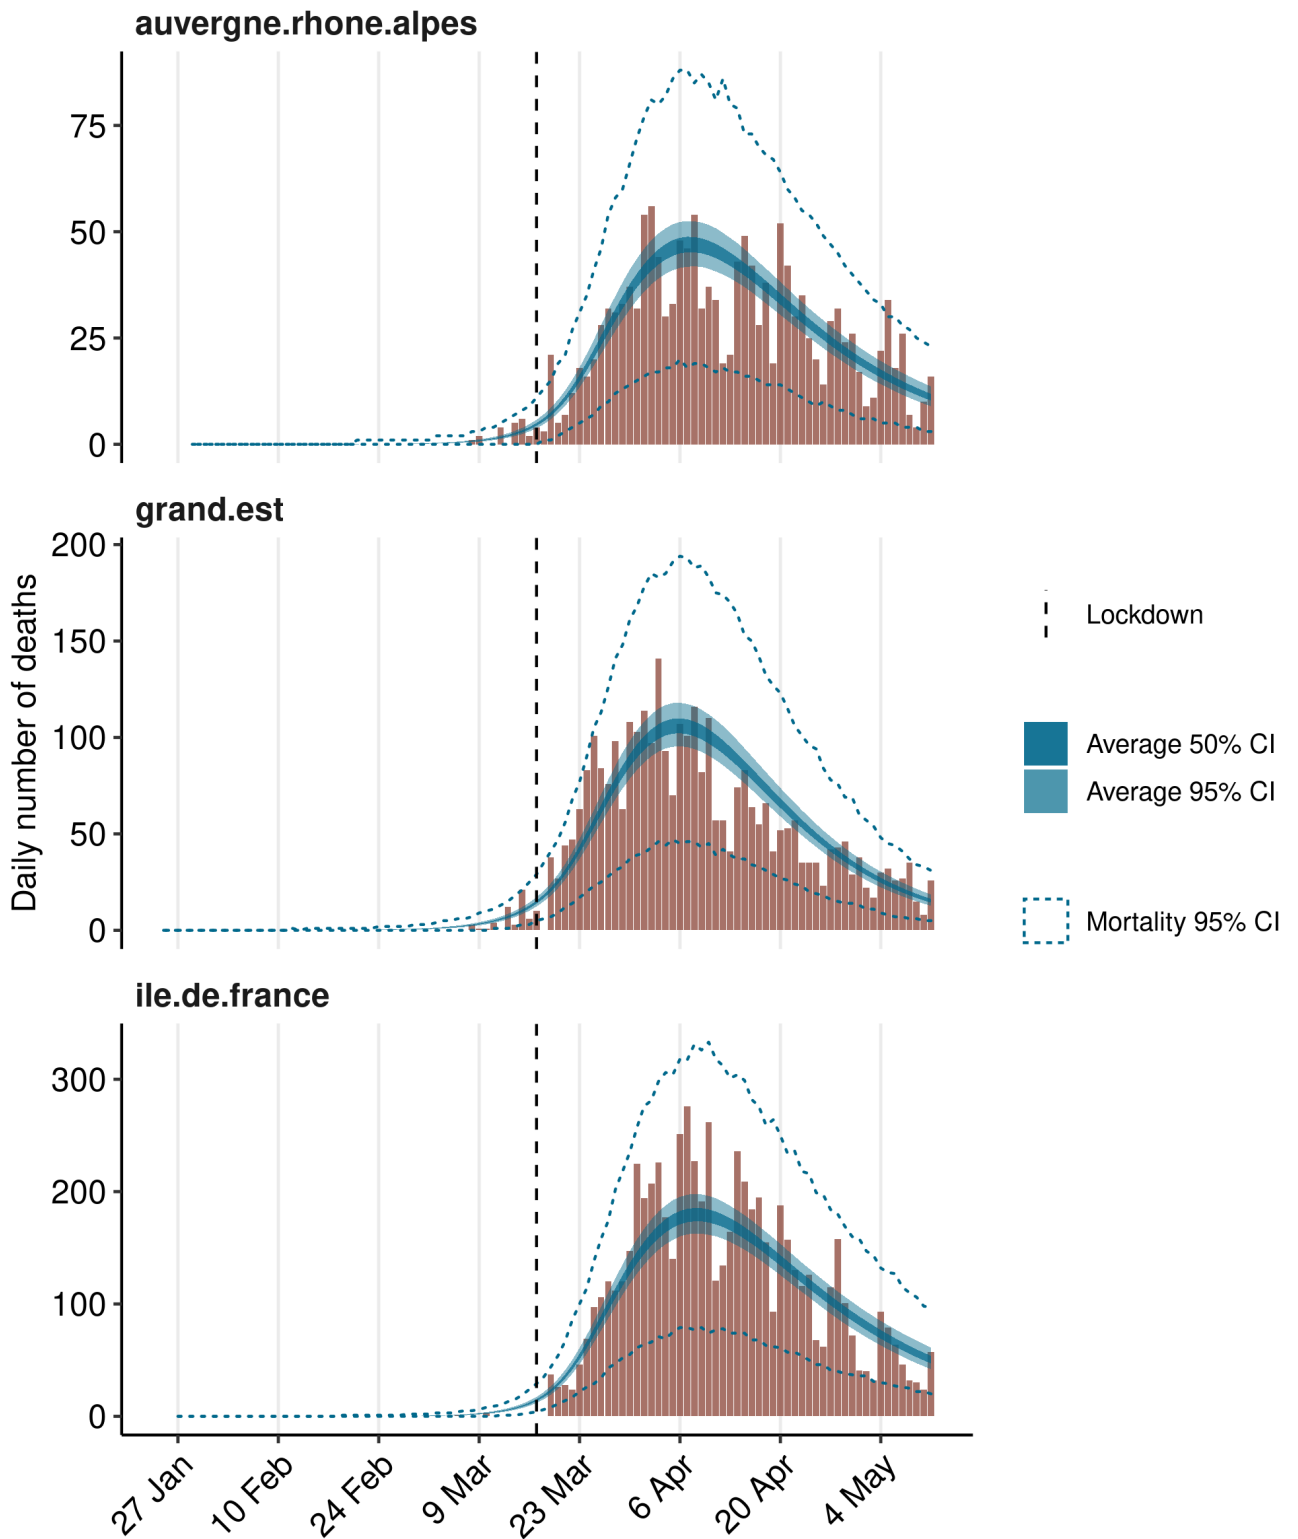 auvergne.rhone.alpes
75
50
25
0
grand.est
200
150
100
50
0
Daily number of deaths
Lockdown
Average 50% CI
Average 95% CI
Mortality 95% CI
ile.de.france
300
200
100
0
27 Jan
10 Feb
24 Feb
9 Mar
23 Mar
6 Apr
20 Apr
4 May